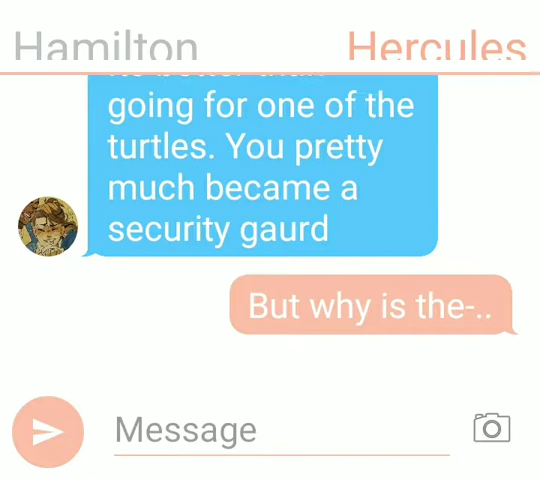 Hamilton Hercules
going for one of the
turtles. You pretty
much became a
security gaurd
But why is the-..
Message